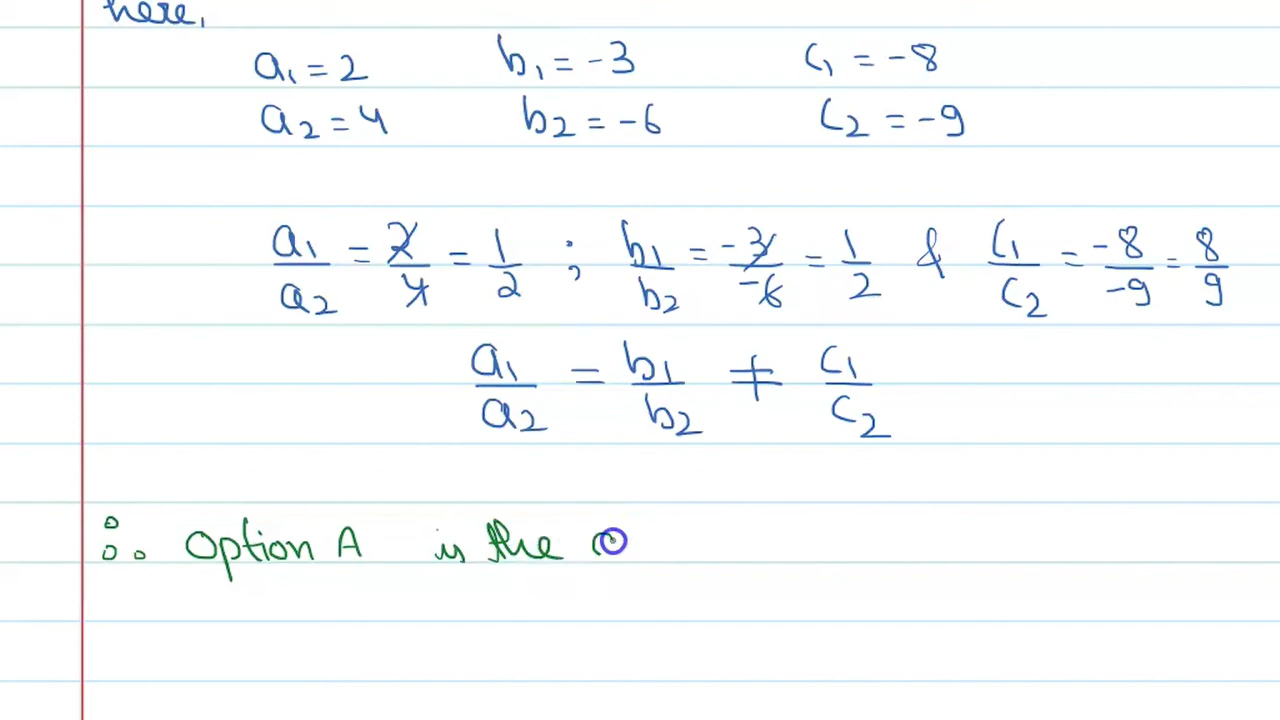 here,
a₁ = 2 b₁ = -3 c₁ = -8
a₂ = 4 b₂ = -6 c₂ = -9
a₁/a₂ = 2/4 = 1/2 ; b₁/b₂ = -3/-6 = 1/2 & c₁/c₂ = -8/-9 = 8/9
a₁/a₂ = b₁/b₂ ≠ c₁/c₂
∴ Option A is the